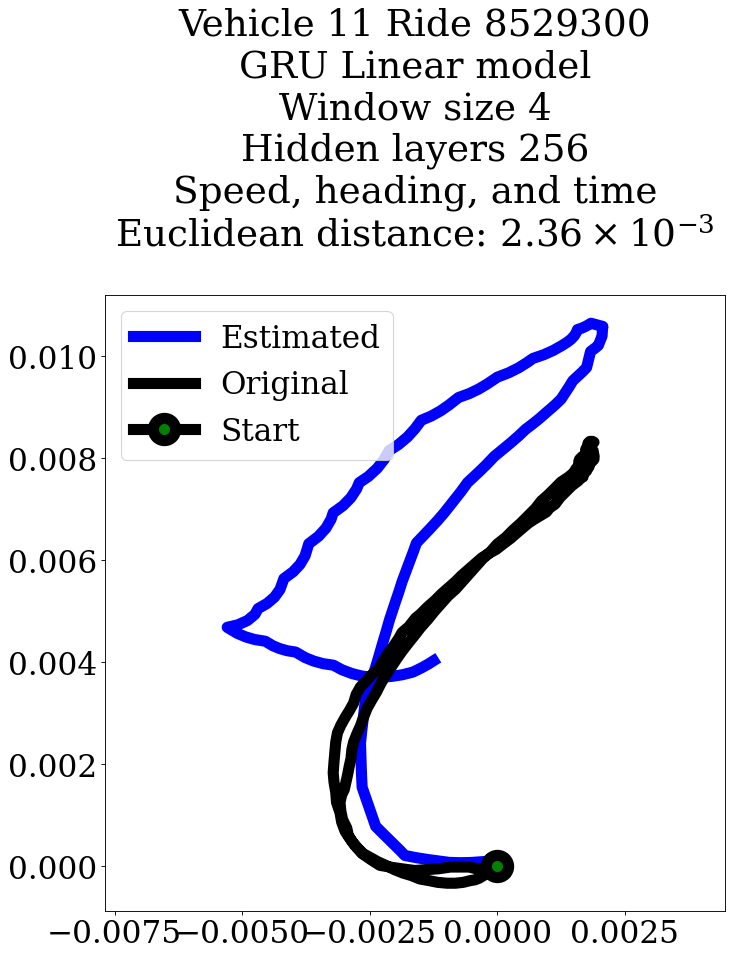 Vehicle 11 Ride 8529300
GRU Linear model
Window size 4
Hidden layers 256
Speed, heading, and time
Euclidean distance: 2.36 × 10⁻³
Estimated
Original
Start
0.010
0.008
0.006
0.004
0.002
0.000
−0.0075 −0.0050 −0.0025 0.0000 0.0025